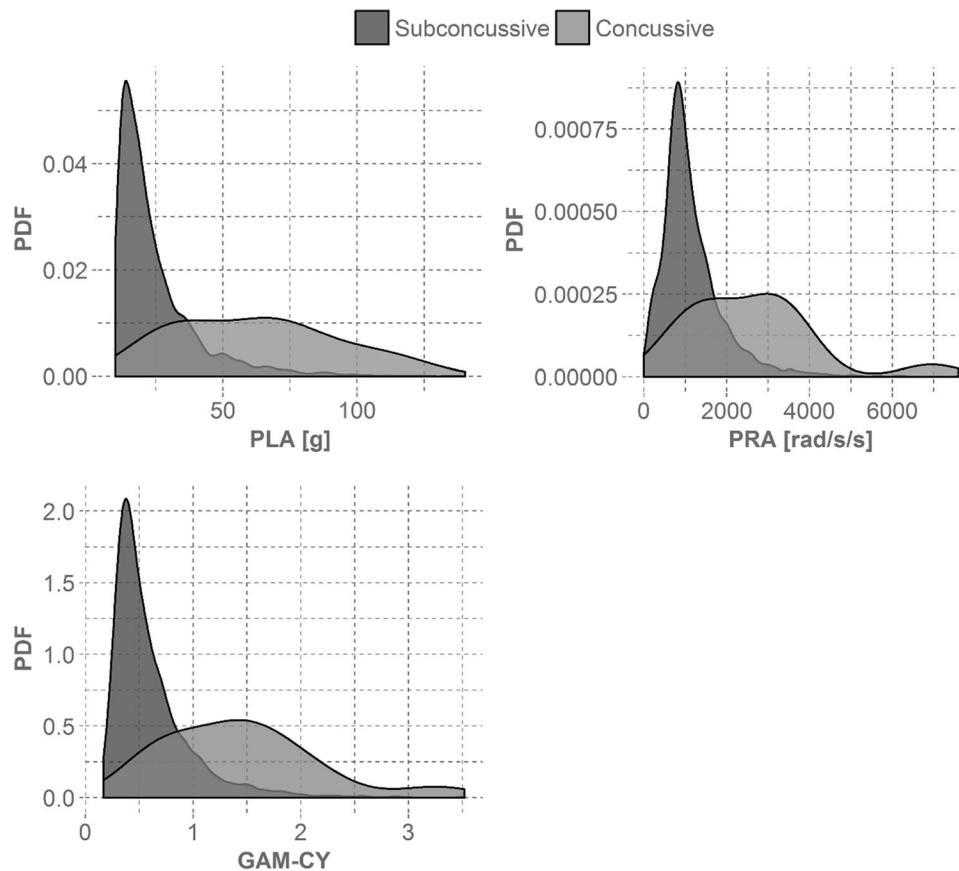 Subconcussive Concussive
PDF
0.04
0.02
0.00
50 100
PLA [g]
PDF
0.00075
0.00050
0.00025
0.00000
0 2000 4000 6000
PRA [rad/s/s]
PDF
2.0
1.5
1.0
0.5
0.0
0 1 2 3
GAM-CY